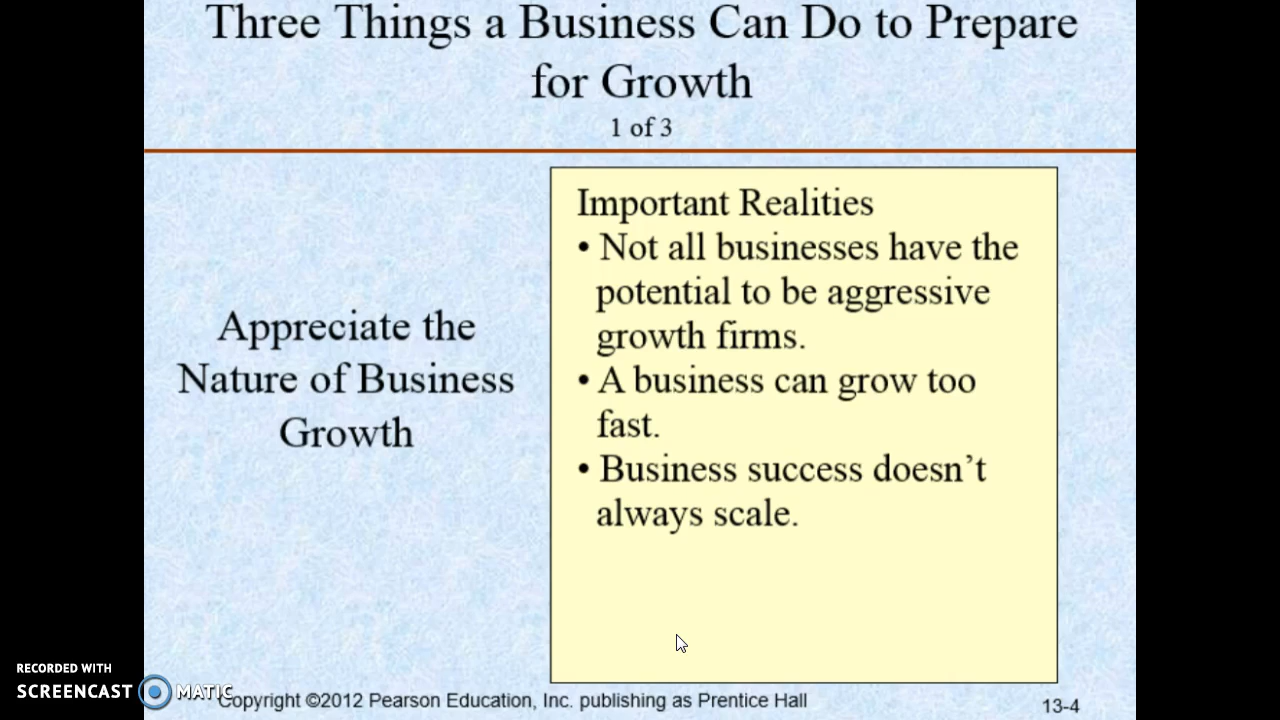 Three Things a Business Can Do to Prepare
for Growth
1 of 3
Appreciate the
Nature of Business
Growth
Important Realities
• Not all businesses have the
potential to be aggressive
growth firms.
• A business can grow too
fast.
• Business success doesn’t
always scale.
RECORDED WITH
SCREENCAST MATIC
Copyright ©2012 Pearson Education, Inc. publishing as Prentice Hall
13-4